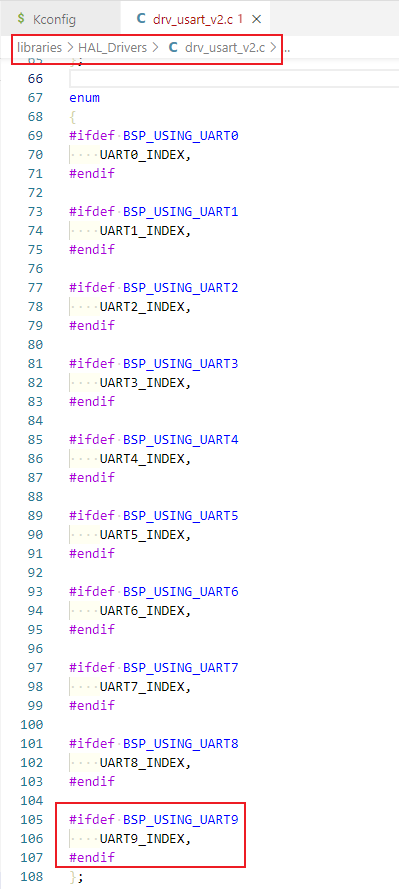 $ Kconfig C drv_usart_v2.c 1 ×
libraries > HAL_Drivers > C drv_usart_v2.c > ...
65 };
66
67 enum
68 {
69 #ifdef BSP_USING_UART0
70 UART0_INDEX,
71 #endif
72
73 #ifdef BSP_USING_UART1
74 UART1_INDEX,
75 #endif
76
77 #ifdef BSP_USING_UART2
78 UART2_INDEX,
79 #endif
80
81 #ifdef BSP_USING_UART3
82 UART3_INDEX,
83 #endif
84
85 #ifdef BSP_USING_UART4
86 UART4_INDEX,
87 #endif
88
89 #ifdef BSP_USING_UART5
90 UART5_INDEX,
91 #endif
92
93 #ifdef BSP_USING_UART6
94 UART6_INDEX,
95 #endif
96
97 #ifdef BSP_USING_UART7
98 UART7_INDEX,
99 #endif
100
101 #ifdef BSP_USING_UART8
102 UART8_INDEX,
103 #endif
104
105 #ifdef BSP_USING_UART9
106 UART9_INDEX,
107 #endif
108 };